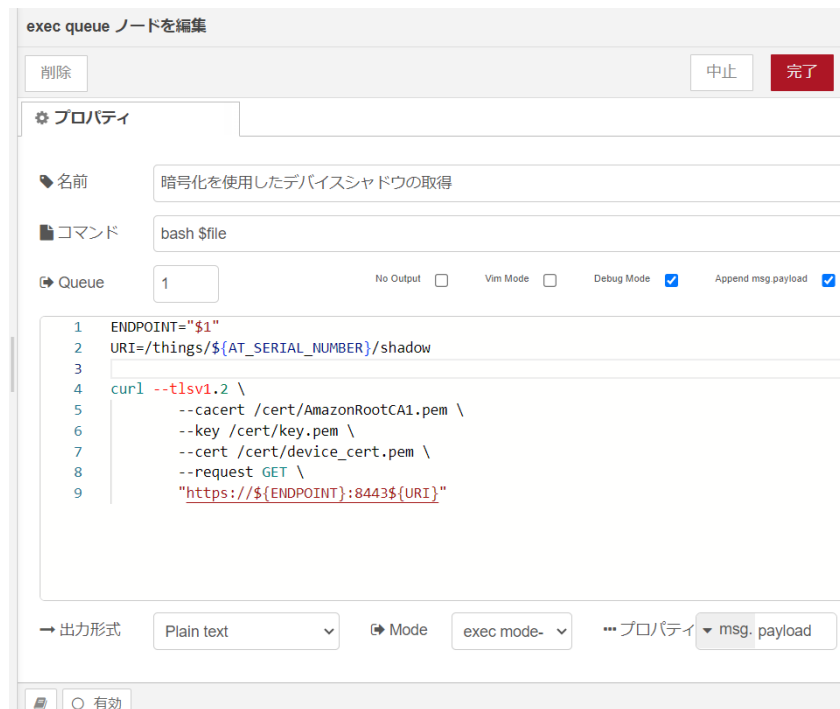 exec queue ノードを編集
削除
中止
完了
プロパティ
名前
暗号化を使用したデバイスシャドウの取得
コマンド
bash $file
Queue
1
No Output
Vim Mode
Debug Mode
Append msg.payload
1 ENDPOINT="$1"
2 URI=/things/${AT_SERIAL_NUMBER}/shadow
3
4 curl --tlsv1.2 \
5 --cacert /cert/AmazonRootCA1.pem \
6 --key /cert/key.pem \
7 --cert /cert/device_cert.pem \
8 --request GET \
9 "https://${ENDPOINT}:8443${URI}"
出力形式
Plain text
Mode
exec mode-
プロパティ
msg. payload
有効